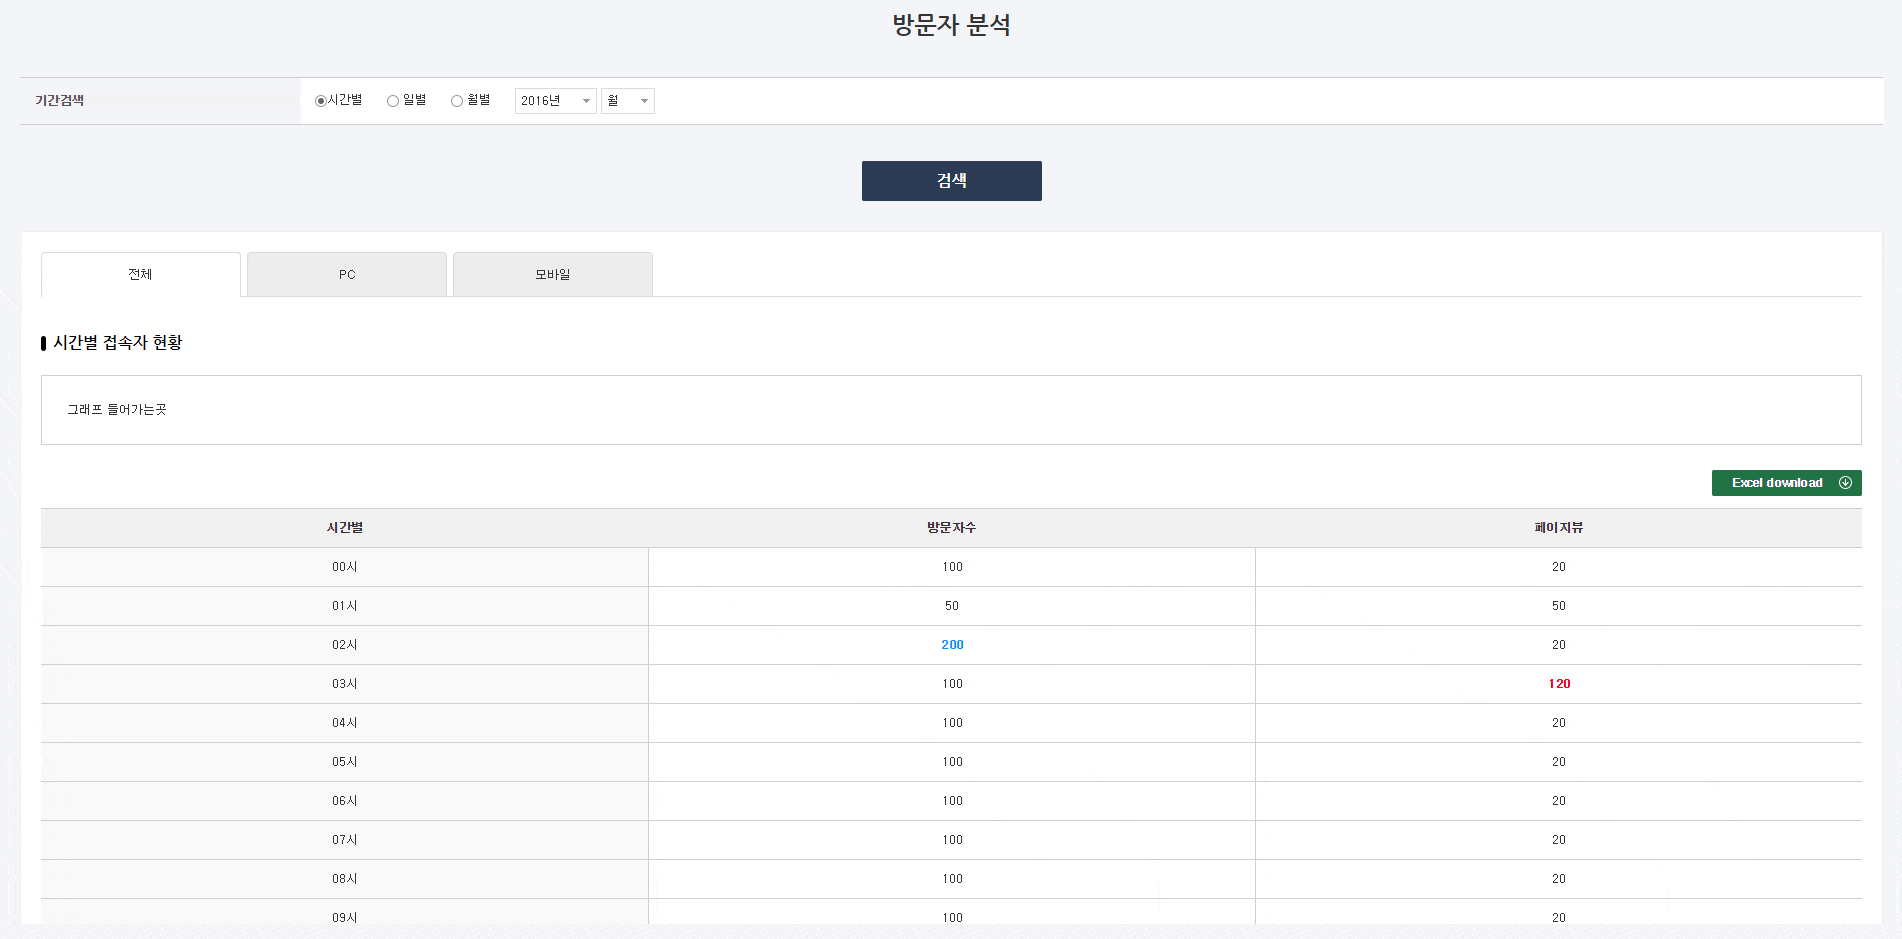 방문자 분석
기간검색 시간별 일별 월별 2016년 월
검색
전체 PC 모바일
시간별 접속자 현황
그래프 들어가는곳
Excel download
시간별 방문자수 페이지뷰
00시 100 20
01시 50 50
02시 200 20
03시 100 120
04시 100 20
05시 100 20
06시 100 20
07시 100 20
08시 100 20
09시 100 20